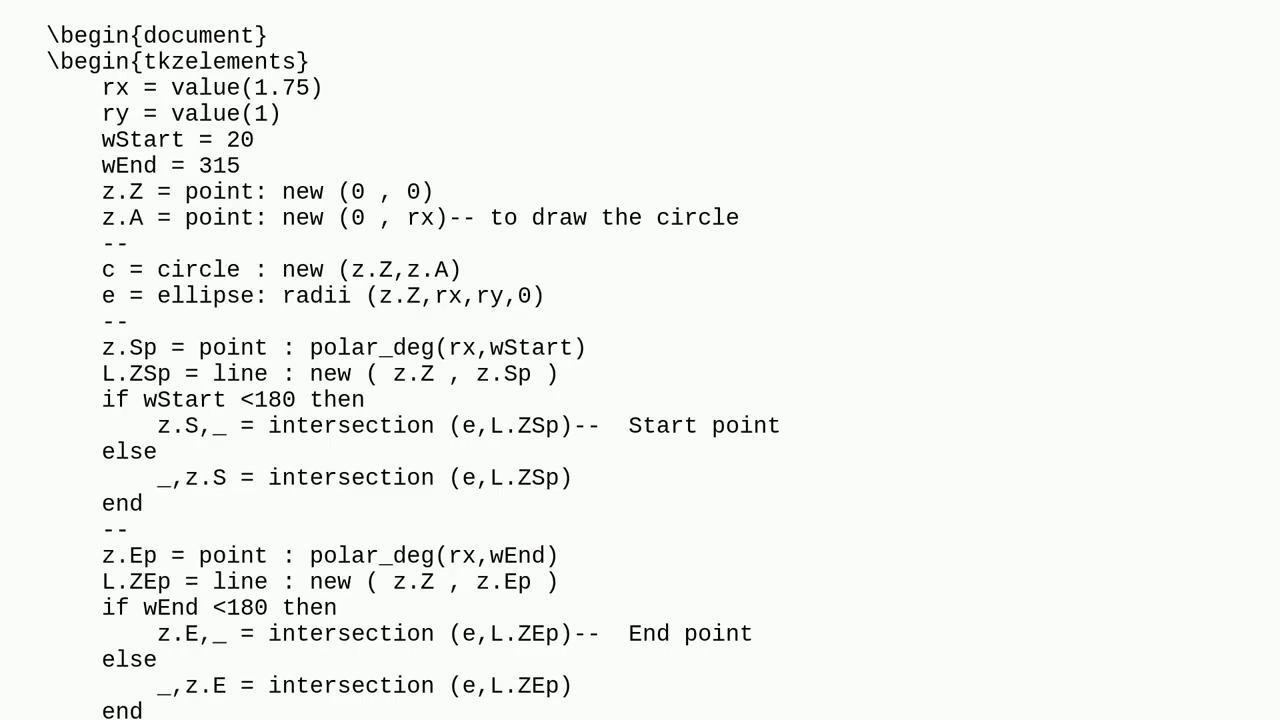 \begin{document}
\begin{tkzelements}
    rx = value(1.75)
    ry = value(1)
    wStart = 20
    wEnd = 315
    z.Z = point: new (0 , 0)
    z.A = point: new (0 , rx)-- to draw the circle
    --
    c = circle : new (z.Z,z.A)
    e = ellipse: radii (z.Z,rx,ry,0)
    --
    z.Sp = point : polar_deg(rx,wStart)
    L.ZSp = line : new ( z.Z , z.Sp )
    if wStart <180 then
        z.S,_ = intersection (e,L.ZSp)--  Start point
    else
        _,z.S = intersection (e,L.ZSp)
    end
    --
    z.Ep = point : polar_deg(rx,wEnd)
    L.ZEp = line : new ( z.Z , z.Ep )
    if wEnd <180 then
        z.E,_ = intersection (e,L.ZEp)--  End point
    else
        _,z.E = intersection (e,L.ZEp)
    end